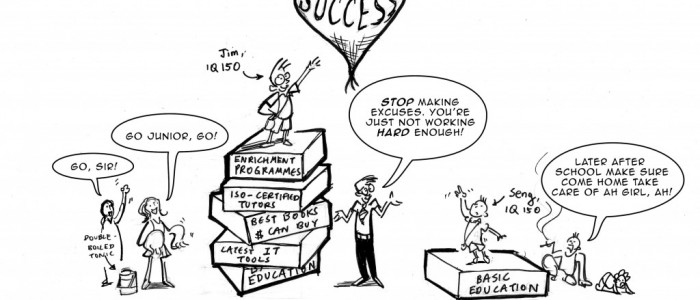 SUCCESS
Jim,
IQ 150
STOP MAKING
EXCUSES. YOU'RE
JUST NOT WORKING
HARD ENOUGH!
GO JUNIOR, GO!
GO, SIR!
DOUBLE-
BOILED
TONIC
ENRICHMENT
PROGRAMMES
ISO-CERTIFIED
TUTORS
BEST BOOKS
$ CAN BUY
LATEST IT
TOOLS
BASIC
EDUCATION
Seng,
IQ 150
LATER AFTER
SCHOOL MAKE SURE
COME HOME TAKE
CARE OF AH GIRL, AH!
BASIC
EDUCATION